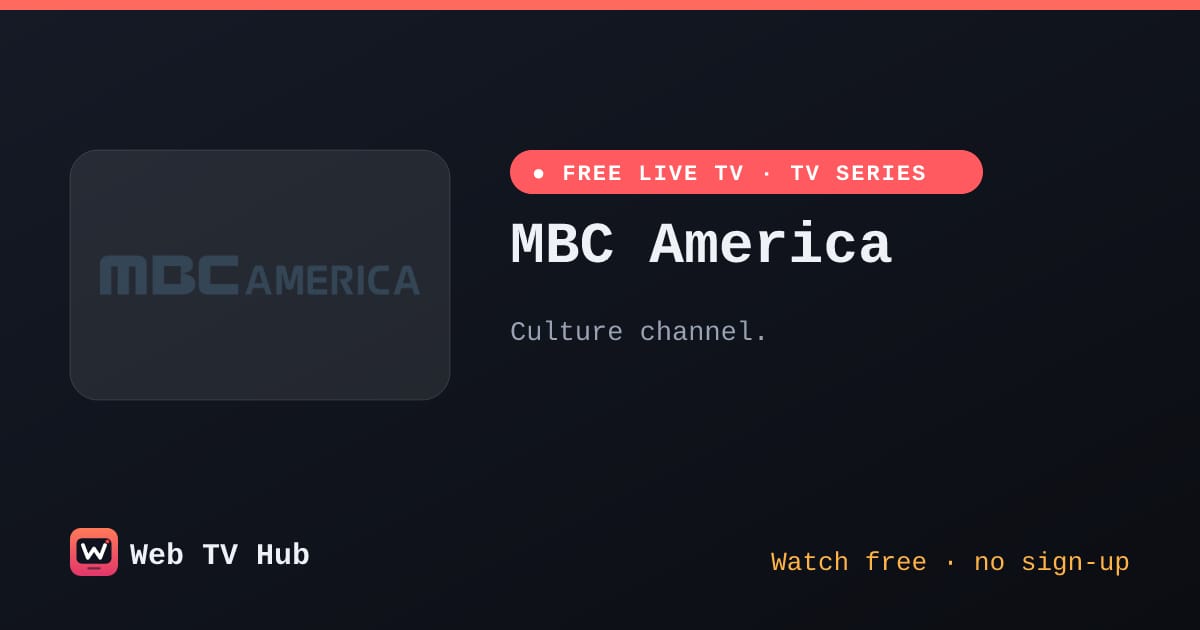 MBC AMERICA
● FREE LIVE TV · TV SERIES
MBC America
Culture channel.
W
Web TV Hub
Watch free · no sign-up